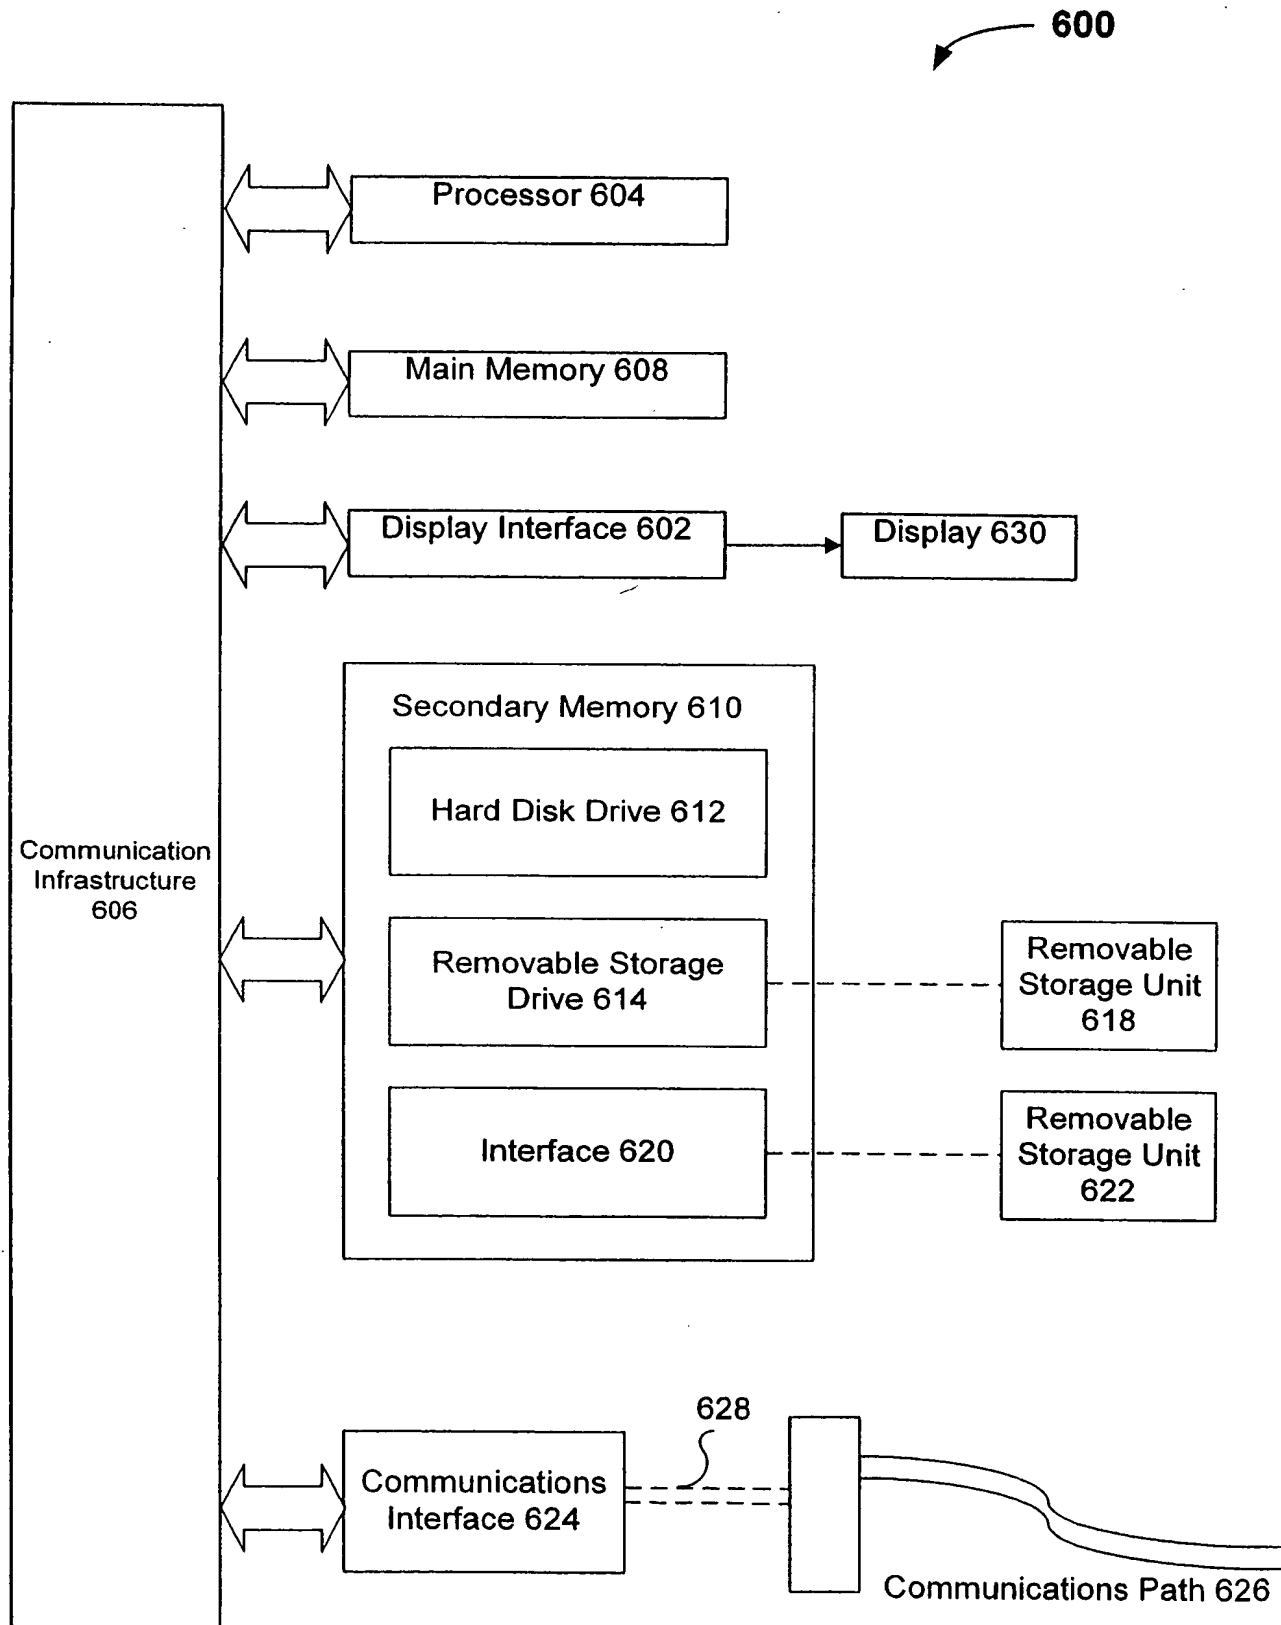 600
Processor 604
Main Memory 608
Display Interface 602
Display 630
Secondary Memory 610
Hard Disk Drive 612
Communication
Infrastructure
606
Removable Storage
Drive 614
Removable
Storage Unit
618
Interface 620
Removable
Storage Unit
622
628
Communications
Interface 624
Communications Path 626